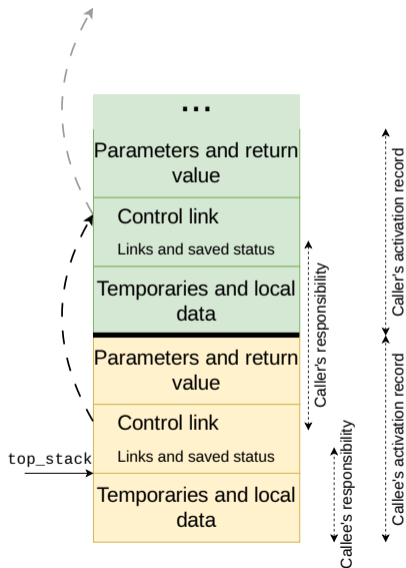 ...
Parameters and return
value
Control link
Links and saved status
Temporaries and local
data
Parameters and return
value
Control link
Links and saved status
Temporaries and local
data
top_stack
Caller's responsibility
Callee's responsibility
Caller's activation record
Callee's activation record